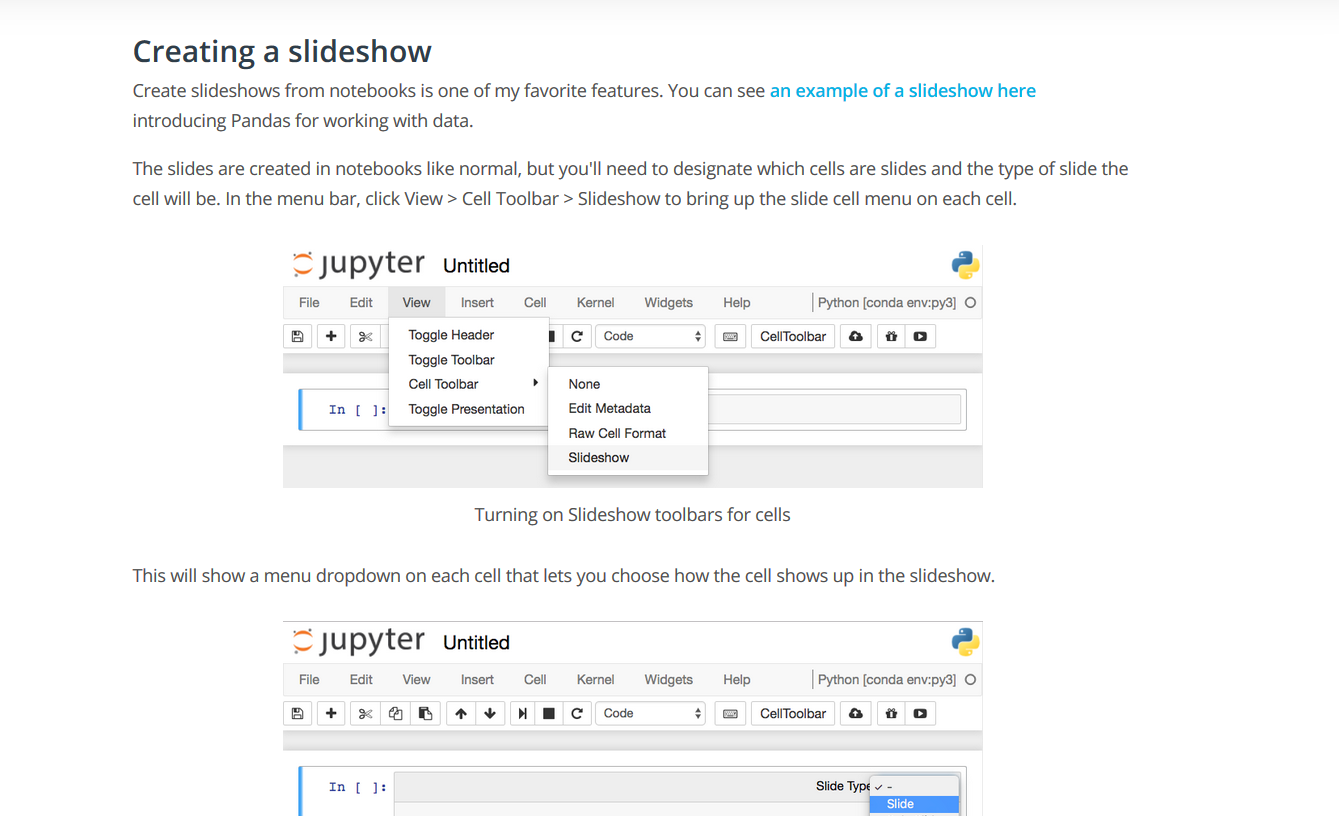 Creating a slideshow
Create slideshows from notebooks is one of my favorite features. You can see an example of a slideshow here
introducing Pandas for working with data.
The slides are created in notebooks like normal, but you'll need to designate which cells are slides and the type of slide the
cell will be. In the menu bar, click View > Cell Toolbar > Slideshow to bring up the slide cell menu on each cell.
jupyter Untitled
File Edit View Insert Cell Kernel Widgets Help Python [conda env:py3]
Code CellToolbar
Toggle Header
Toggle Toolbar
Cell Toolbar
Toggle Presentation
None
Edit Metadata
Raw Cell Format
Slideshow
In [ ]:
Turning on Slideshow toolbars for cells
This will show a menu dropdown on each cell that lets you choose how the cell shows up in the slideshow.
jupyter Untitled
File Edit View Insert Cell Kernel Widgets Help Python [conda env:py3]
Code CellToolbar
In [ ]: Slide Type ✓ -
Slide